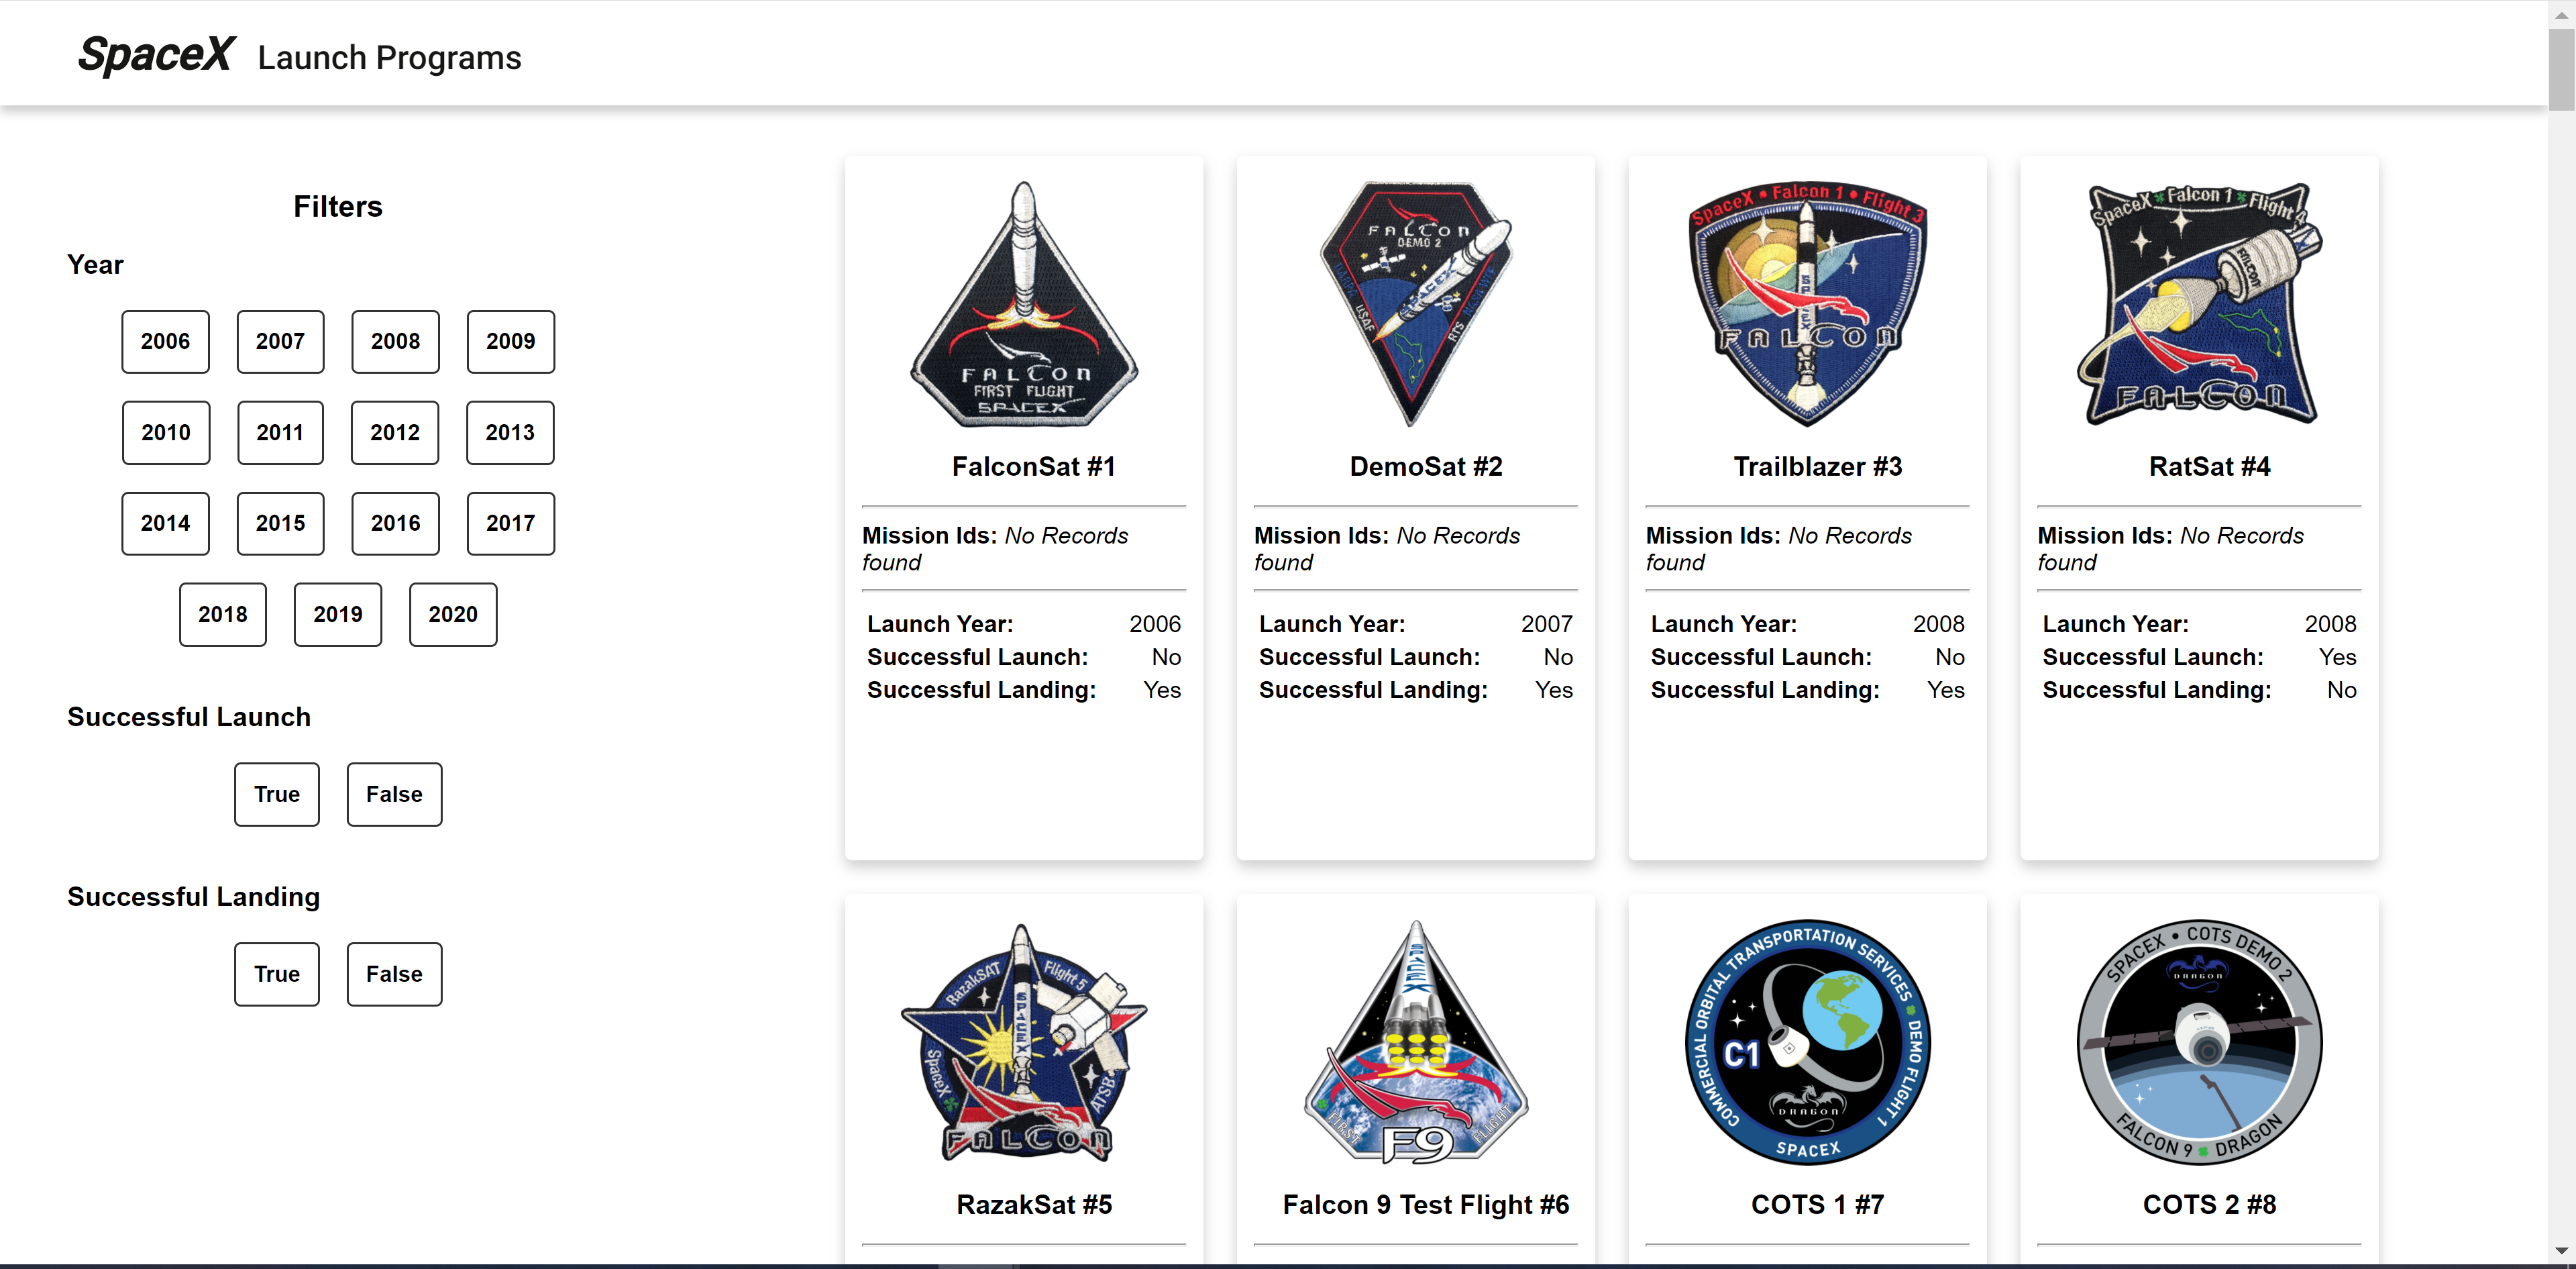 SpaceX Launch Programs
Filters
Year
2006 2007 2008 2009
2010 2011 2012 2013
2014 2015 2016 2017
2018 2019 2020
Successful Launch
True False
Successful Landing
True False
FALCON
FIRST FLIGHT
SPACEX
FalconSat #1
Mission Ids: No Records
found
Launch Year: 2006
Successful Launch: No
Successful Landing: Yes
FALCON
DEMO 2
SPACEX
USAF
RTS
DemoSat #2
Mission Ids: No Records
found
Launch Year: 2007
Successful Launch: No
Successful Landing: Yes
SpaceX • Falcon 1 • Flight 3
SPACEX
FALCON
Trailblazer #3
Mission Ids: No Records
found
Launch Year: 2008
Successful Launch: No
Successful Landing: Yes
SpaceX Falcon 1 Flight 4
FALCON
FALCON
RatSat #4
Mission Ids: No Records
found
Launch Year: 2008
Successful Launch: Yes
Successful Landing: No
RazakSAT Flight 5
SPACEX
SpaceX
ATSB
FALCON
RazakSat #5
SPACEX
FIRST FLIGHT
F9
Falcon 9 Test Flight #6
COMMERCIAL ORBITAL TRANSPORTATION SERVICES DEMO FLIGHT 1
C1
DRAGON
SPACEX
COTS 1 #7
SPACEX • COTS DEMO 2
DRAGON
FALCON 9 DRAGON
COTS 2 #8